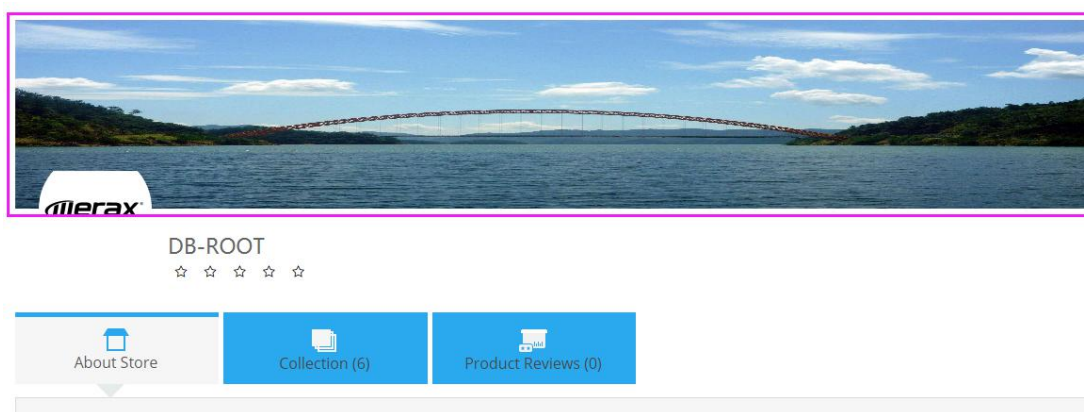 merax
DB-ROOT
About Store
Collection (6)
Product Reviews (0)